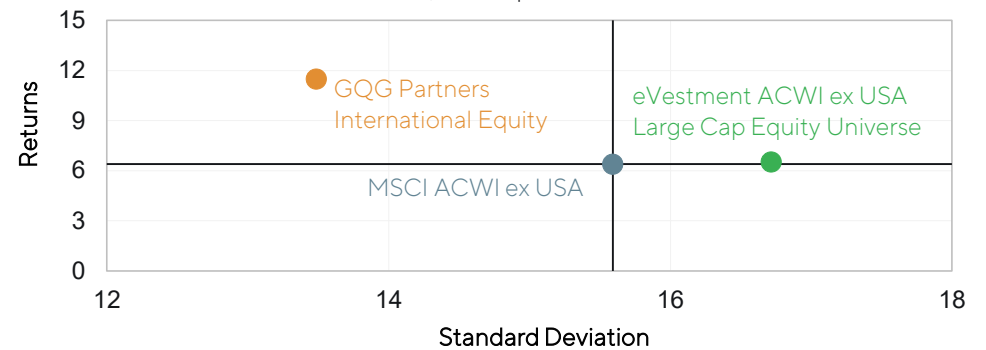 15
12
9
6
3
0
Returns
GQG Partners
International Equity
eVestment ACWI ex USA
Large Cap Equity Universe
MSCI ACWI ex USA
12 14 16 18
Standard Deviation